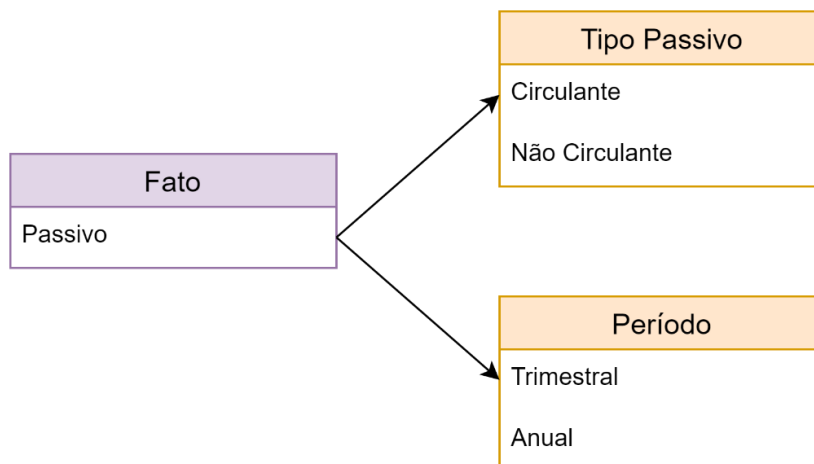 Fato
Passivo
Tipo Passivo
Circulante
Não Circulante
Período
Trimestral
Anual